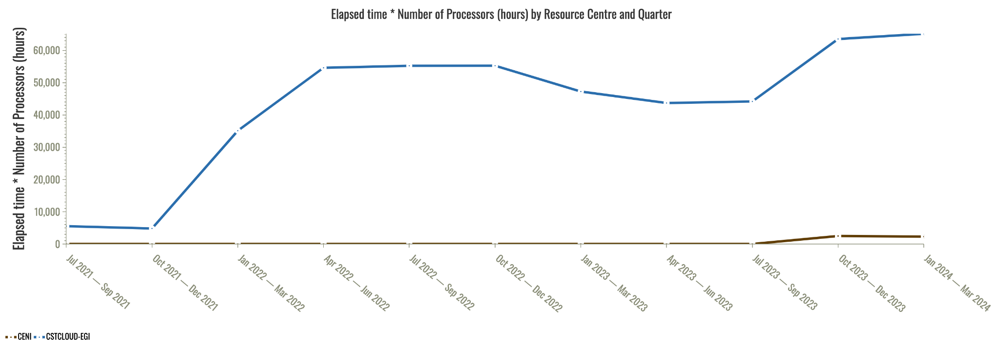 Elapsed time * Number of Processors (hours) by Resource Centre and Quarter
Elapsed time * Number of Processors (hours)
60,000
50,000
40,000
30,000
20,000
10,000
0
Jul 2021 — Sep 2021
Oct 2021 — Dec 2021
Jan 2022 — Mar 2022
Apr 2022 — Jun 2022
Jul 2022 — Sep 2022
Oct 2022 — Dec 2022
Jan 2023 — Mar 2023
Apr 2023 — Jun 2023
Jul 2023 — Sep 2023
Oct 2023 — Dec 2023
Jan 2024 — Mar 2024
CENI CSTCLOUD-EGI